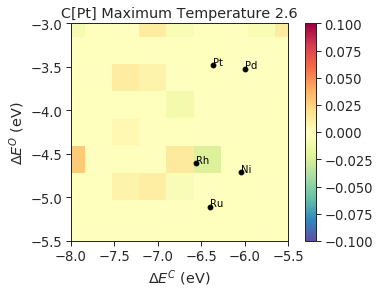 C[Pt] Maximum Temperature 2.6
ΔE^O (eV)
−3.0
−3.5
−4.0
−4.5
−5.0
−5.5
Pt
Pd
Rh
Ni
Ru
−8.0 −7.5 −7.0 −6.5 −6.0 −5.5
ΔE^C (eV)
0.100
0.075
0.050
0.025
0.000
−0.025
−0.050
−0.075
−0.100